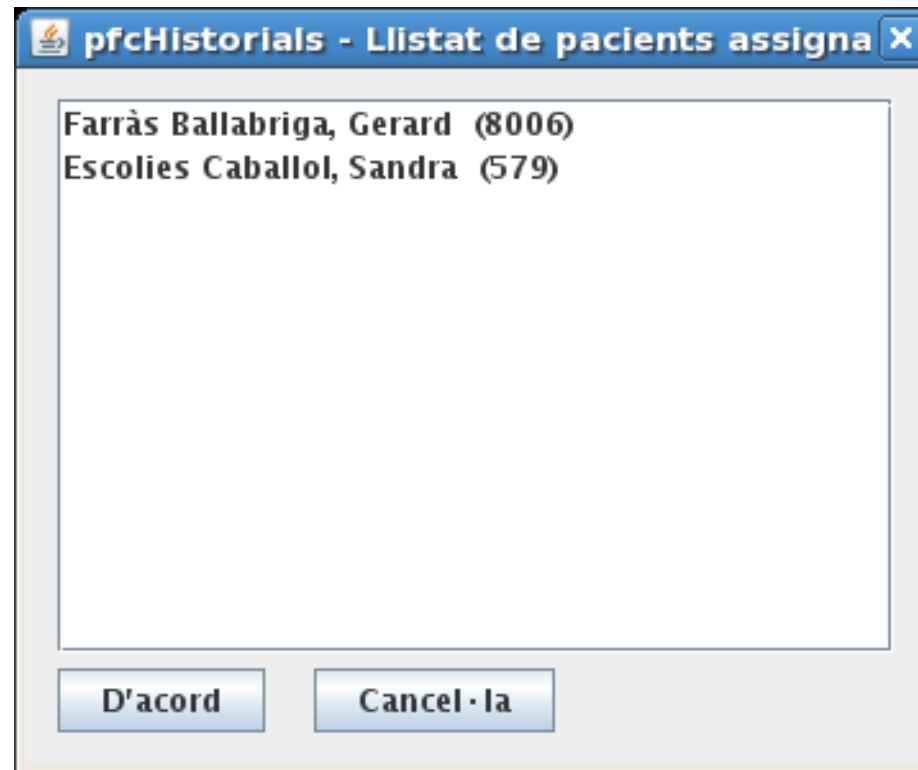 pfcHistorials - Llistat de pacients assigna
Farràs Ballabriga, Gerard (8006)
Escolies Caballol, Sandra (579)
D'acord
Cancel·la